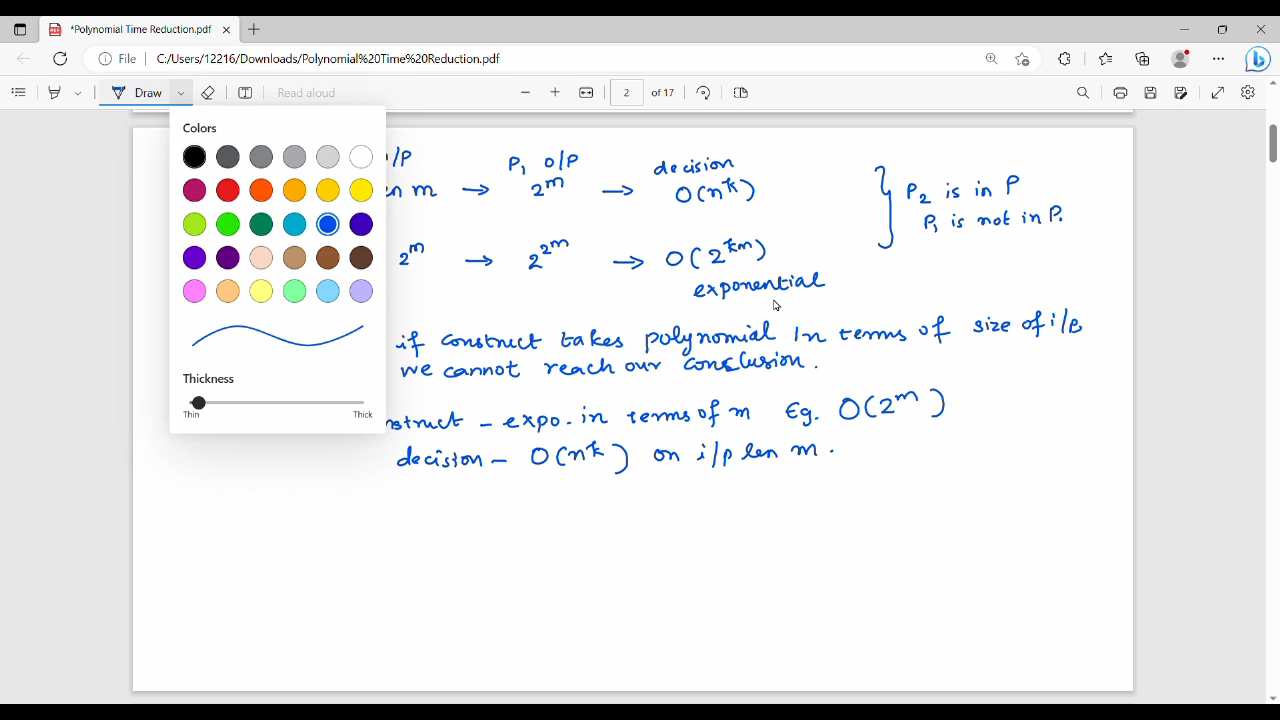 *Polynomial Time Reduction.pdf
File
C:/Users/12216/Downloads/Polynomial%20Time%20Reduction.pdf
Draw
Read aloud
2
of 17
Colors
Thickness
Thin
Thick
/P P₁ O/P decision
en m → 2^m → O(n^k)
2^m → 2^2^m → O(2^km)
exponential
} P₂ is in P
P₁ is not in P.
if construct takes polynomial In terms of size of i/p
we cannot reach our conclusion.
nstruct - expo. in terms of m Eg. O(2^m)
decision - O(n^k) on i/p len m.